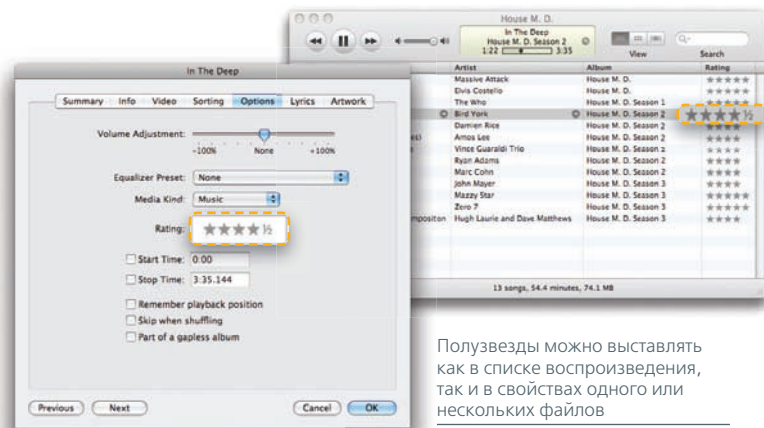 House M. D.
In The Deep
House M. D. Season 2
1:22 3:35
View Search
Artist Album Rating
Massive Attack House M. D. ★★★★★
Elvis Costello House M. D. ★★★★★
The Who House M. D. Season 1 ★★★★★
Bird York House M. D. Season 2 ★★★★½
Damien Rice House M. D. Season 2 ★★★★
Amos Lee House M. D. Season 2 ★★★★
Vince Guaraldi Trio House M. D. Season 2 ★★★★
Ryan Adams House M. D. Season 2 ★★★★
Marc Cohn House M. D. Season 2 ★★★★
John Mayer House M. D. Season 3 ★★★★
Mazzy Star House M. D. Season 3 ★★★★★
Zero 7 House M. D. Season 3 ★★★★★
Hugh Laurie and Dave Matthews House M. D. Season 3 ★★★★
13 songs, 54.4 minutes, 74.1 MB
In The Deep
Summary Info Video Sorting Options Lyrics Artwork
Volume Adjustment:
-100% None +100%
Equalizer Preset: None
Media Kind: Music
Rating: ★★★★½
Start Time: 0:00
Stop Time: 3:35.144
Remember playback position
Skip when shuffling
Part of a gapless album
Previous Next Cancel OK
Полузвезды можно выставлять
как в списке воспроизведения,
так и в свойствах одного или
нескольких файлов